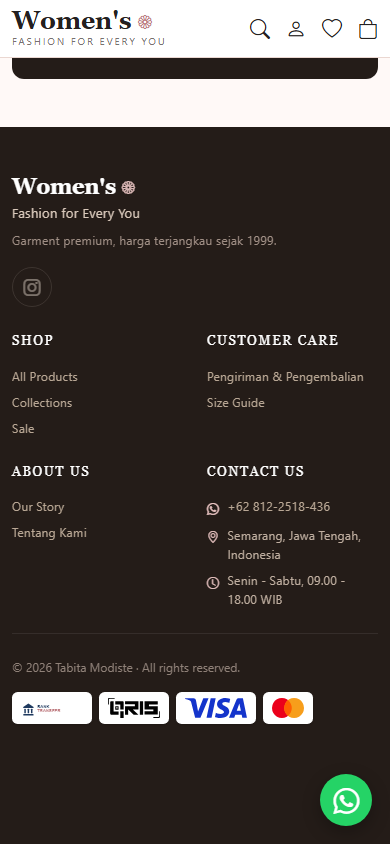 Women's
FASHION FOR EVERY YOU
Women's
Fashion for Every You
Garment premium, harga terjangkau sejak 1999.
SHOP
All Products
Collections
Sale
CUSTOMER CARE
Pengiriman & Pengembalian
Size Guide
ABOUT US
Our Story
Tentang Kami
CONTACT US
+62 812-2518-436
Semarang, Jawa Tengah,
Indonesia
Senin - Sabtu, 09.00 -
18.00 WIB
© 2026 Tabita Modiste · All rights reserved.
BANK
TRANSFER
QRIS
VISA